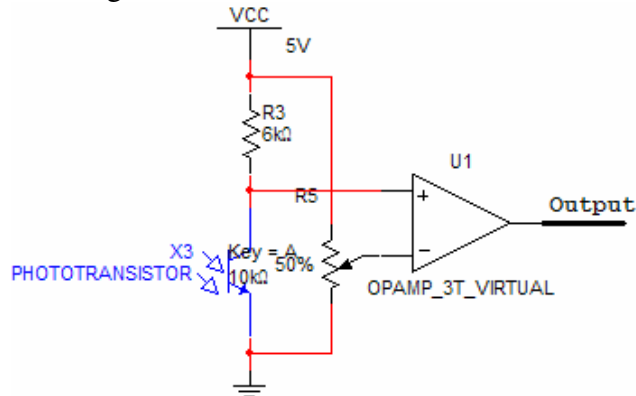 VCC
5V
R3
6kΩ
U1
R5
Output
X3
Key = A
PHOTOTRANSISTOR
10kΩ
50%
OPAMP_3T_VIRTUAL